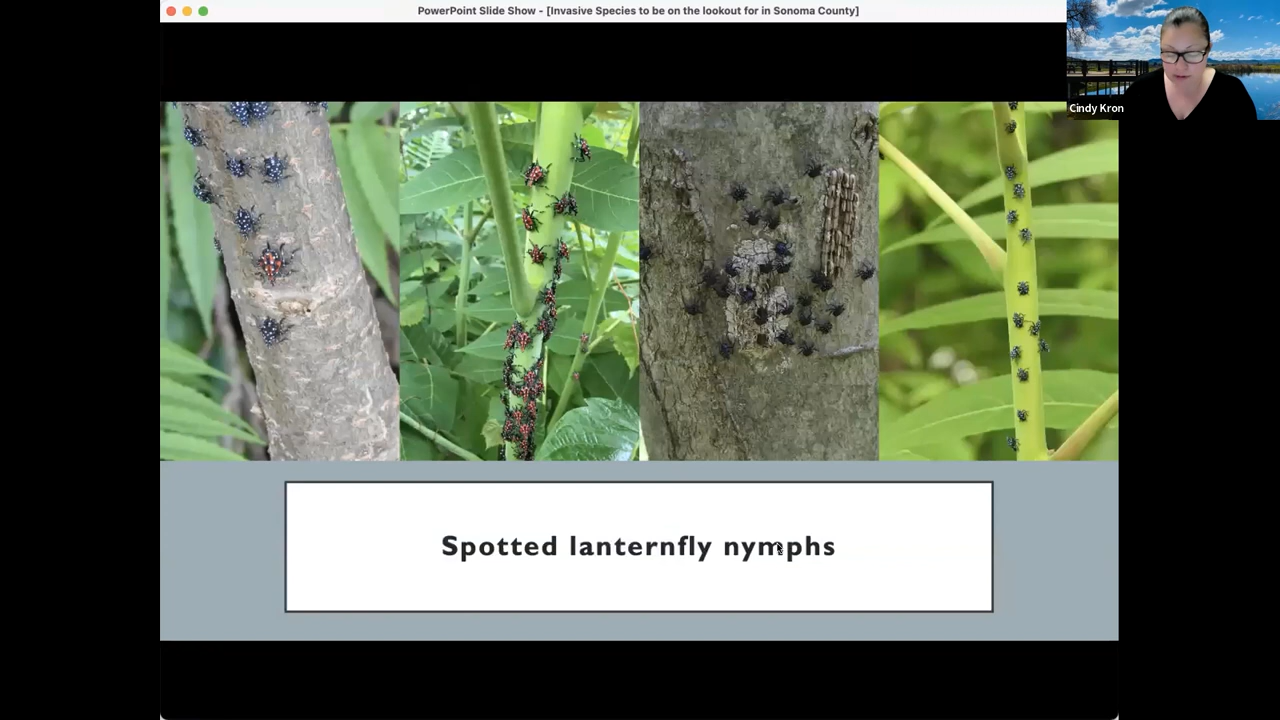 PowerPoint Slide Show - [Invasive Species to be on the lookout for in Sonoma County]
Cindy Kron
Spotted lanternfly nymphs